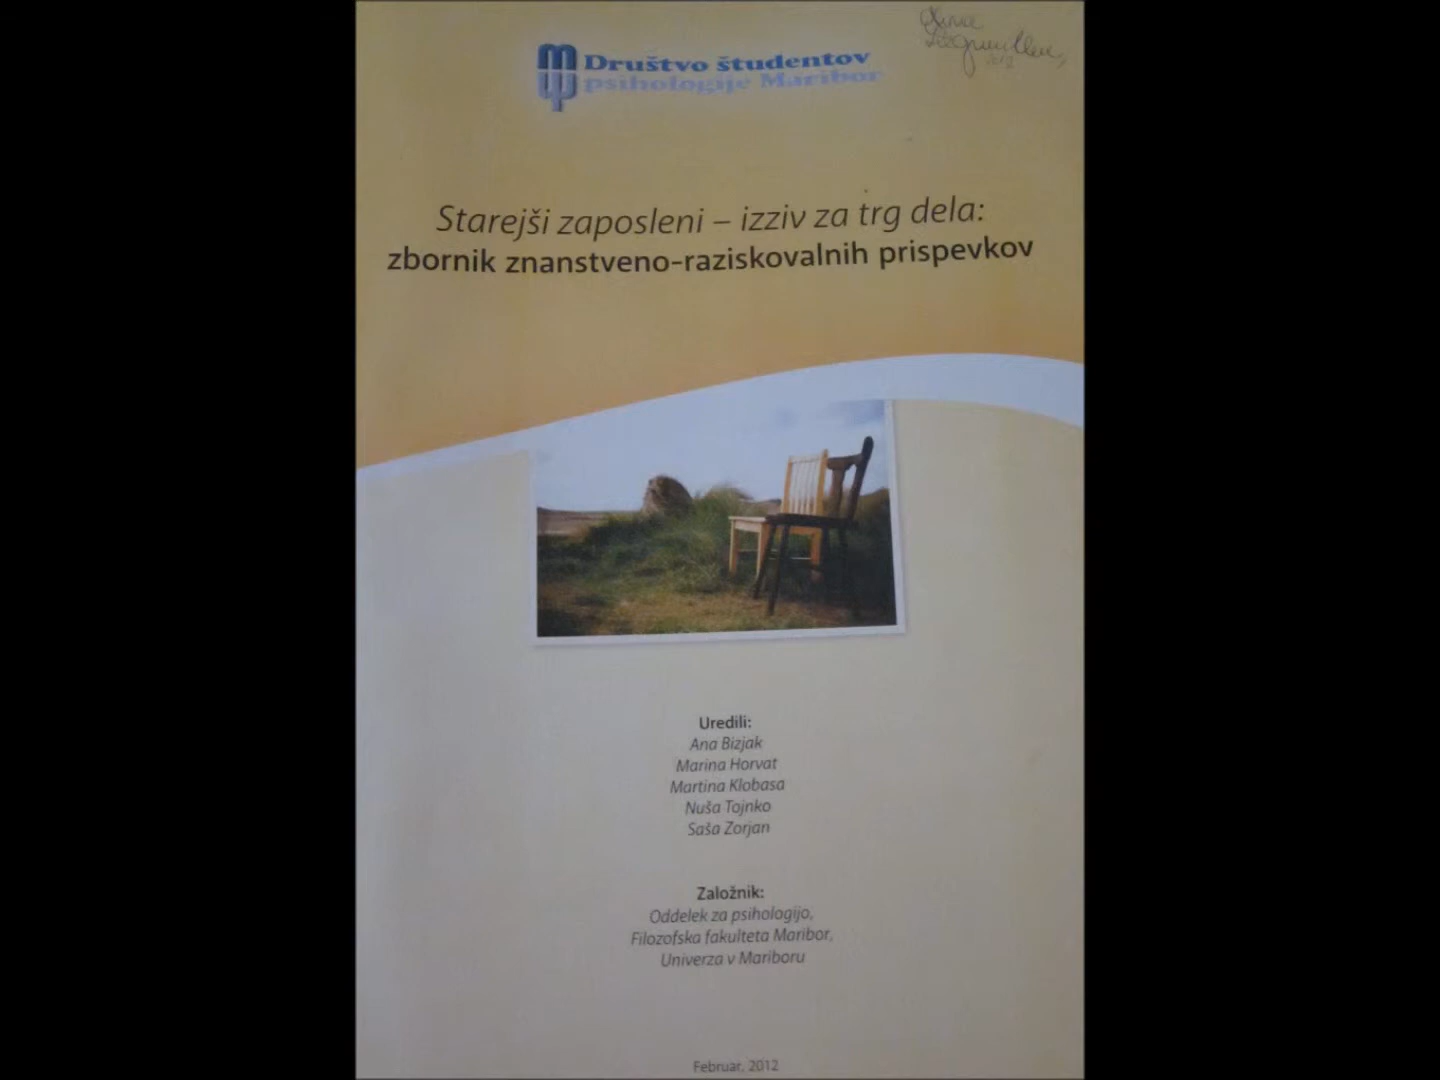 Društvo študentov
psihologije Maribor
2012
Starejši zaposleni – izziv za trg dela:
zbornik znanstveno-raziskovalnih prispevkov
Uredili:
Ana Bizjak
Marina Horvat
Martina Klobasa
Nuša Tojnko
Saša Zorjan
Založnik:
Oddelek za psihologijo,
Filozofska fakulteta Maribor,
Univerza v Mariboru
Februar, 2012